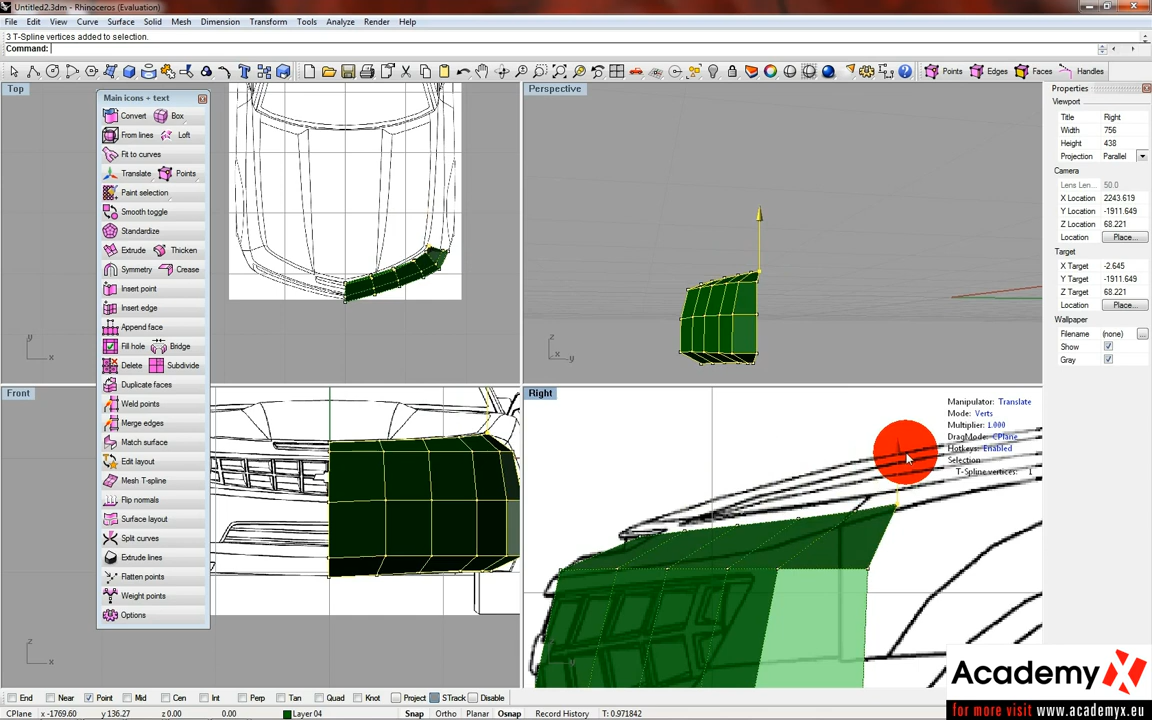 Untitled2.3dm - Rhinoceros (Evaluation)
File Edit View Curve Surface Solid Mesh Dimension Transform Tools Analyze Render Help
3 T-Spline vertices added to selection.
Command:
Points Edges Faces Handles
Top
Perspective
Front
Right
Main icons + text
Convert Box
From lines Loft
Fit to curves
Translate Points
Paint selection
Smooth toggle
Standardize
Extrude Thicken
Symmetry Crease
Insert point
Insert edge
Append face
Fill hole Bridge
Delete Subdivide
Duplicate faces
Weld points
Merge edges
Match surface
Edit layout
Mesh T-spline
Flip normals
Surface layout
Split curves
Extrude lines
Flatten points
Weight points
Options
y
x
z
y
z
x
Manipulator: Translate
Mode: Verts
Multiplier: 1.000
DragMode: CPlane
Hotkeys: Enabled
Selection:
T-Spline vertices: 1
Properties
Viewport
Title Right
Width 756
Height 438
Projection Parallel
Camera
Lens Len... 50.0
X Location 2243.619
Y Location -1911.649
Z Location 68.221
Location Place...
Target
X Target -2.645
Y Target -1911.649
Z Target 68.221
Location Place...
Wallpaper
Filename (none) ...
Show
Gray
Academy X
for more visit www.academyx.eu
End Near Point Mid Cen Int Perp Tan Quad Knot Project STrack Disable
CPlane x -1769.60 y 136.27 z 0.00 0.00 Layer 04 Snap Ortho Planar Osnap Record History T: 0.971842